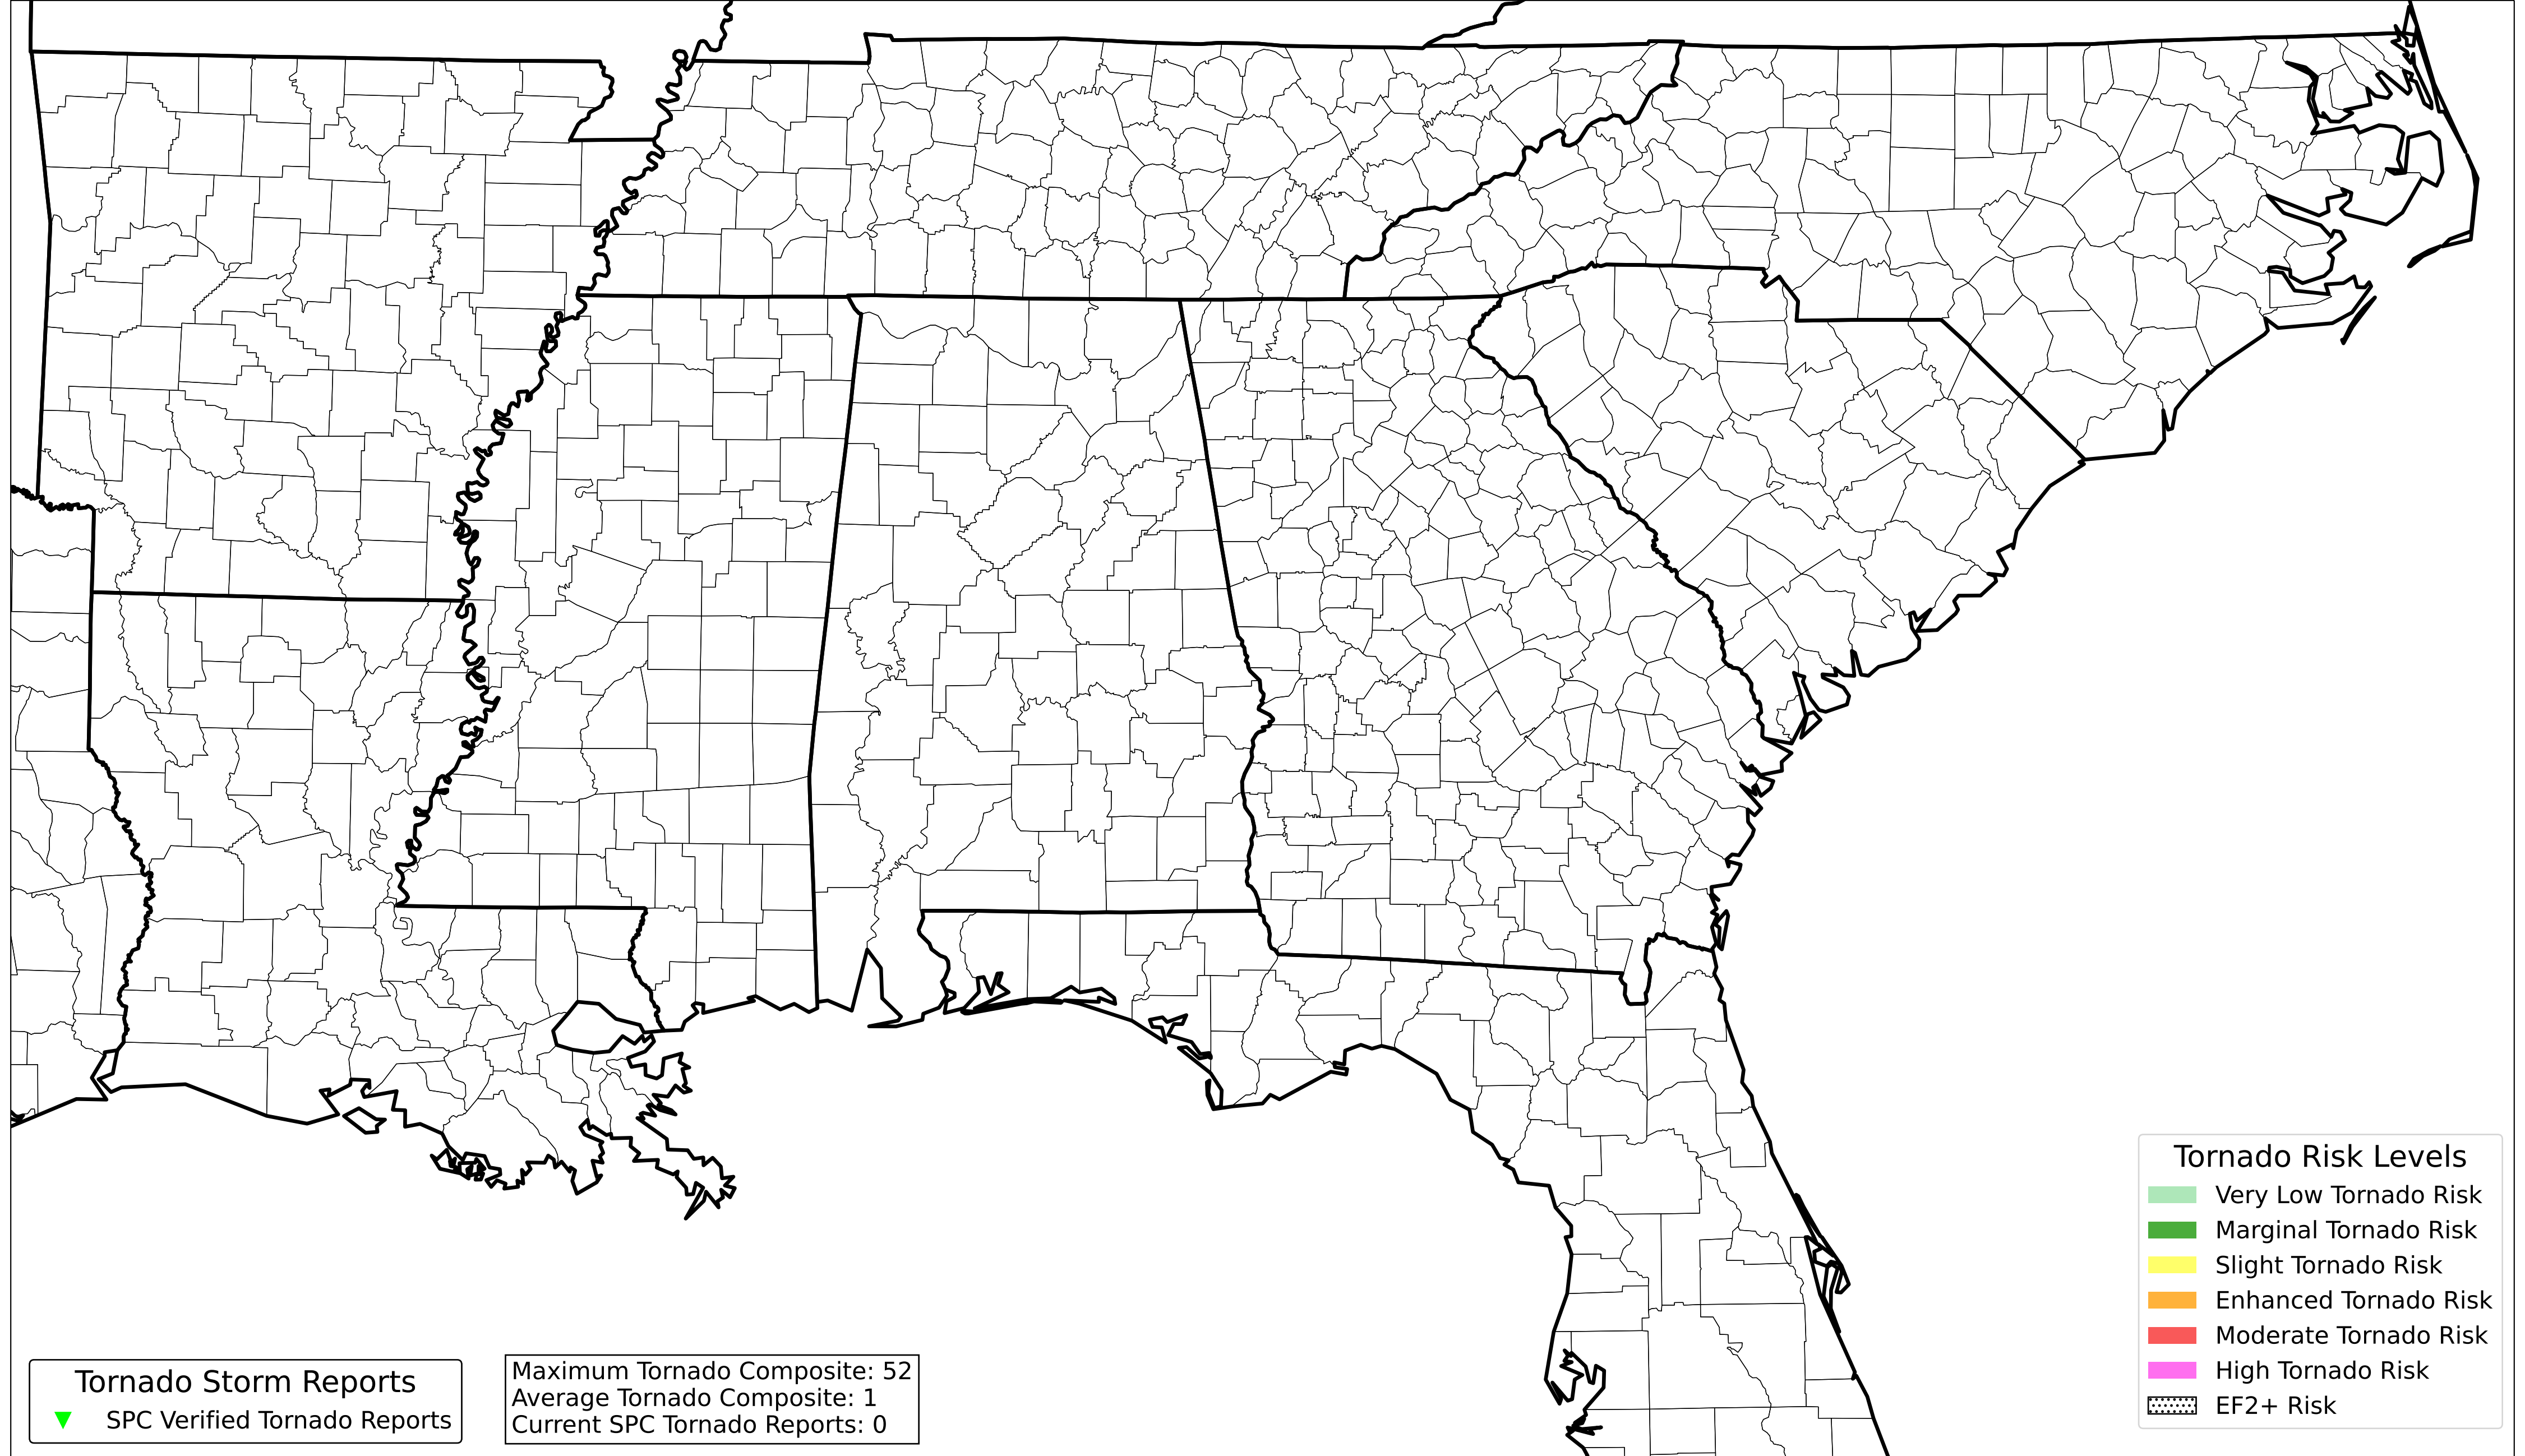 Tornado Storm Reports
SPC Verified Tornado Reports
Maximum Tornado Composite: 52
Average Tornado Composite: 1
Current SPC Tornado Reports: 0
Tornado Risk Levels
Very Low Tornado Risk
Marginal Tornado Risk
Slight Tornado Risk
Enhanced Tornado Risk
Moderate Tornado Risk
High Tornado Risk
EF2+ Risk